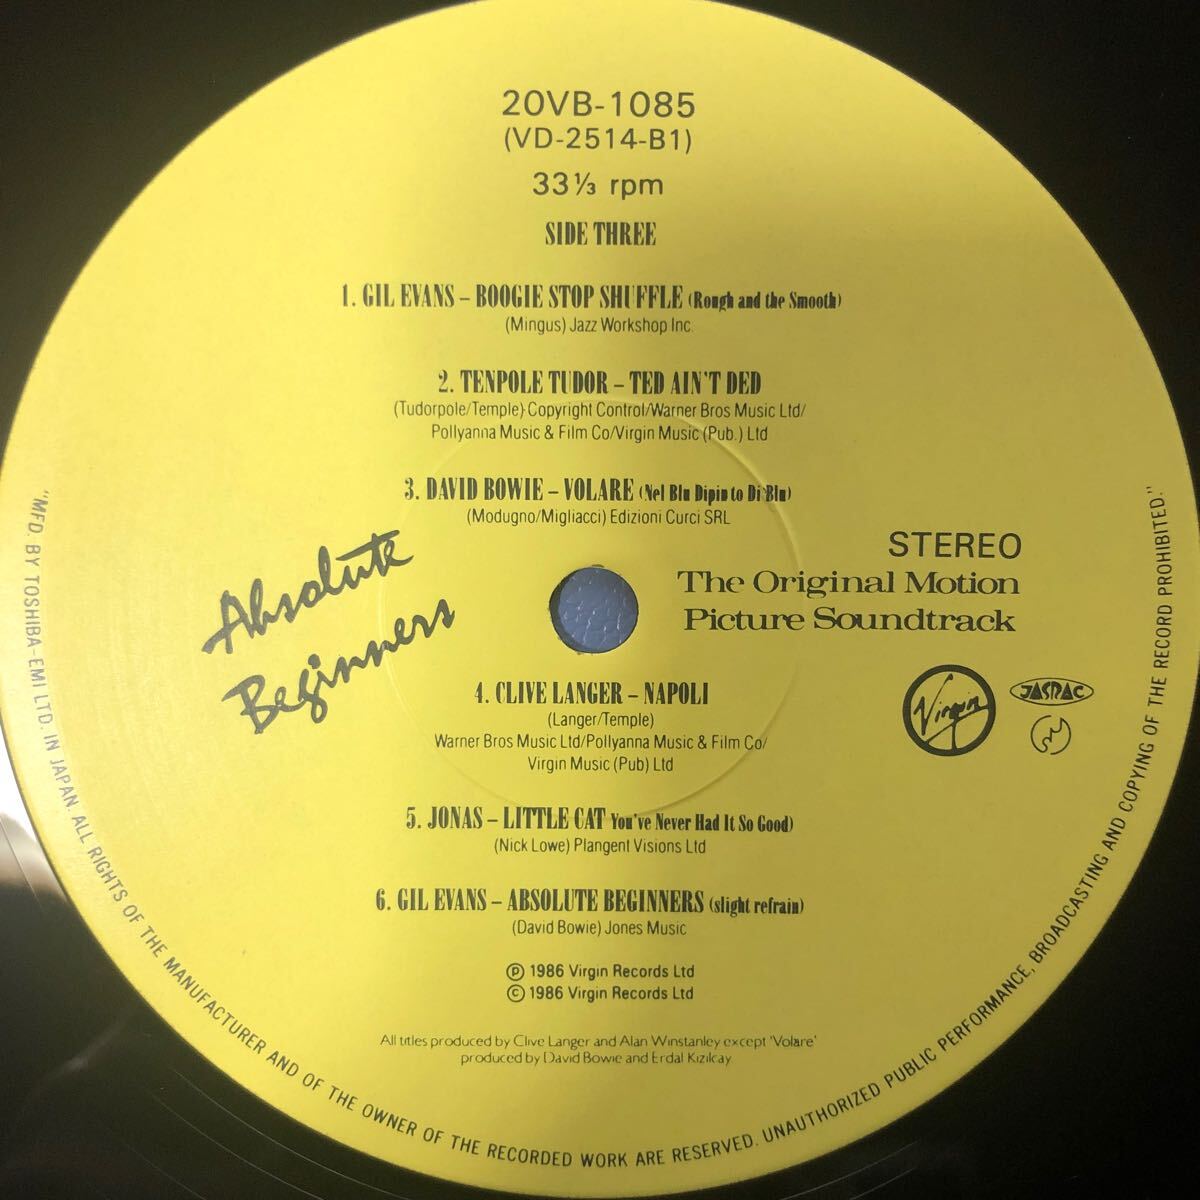 20VB-1085
(VD-2514-B1)
33⅓ rpm
SIDE THREE
1. GIL EVANS – BOOGIE STOP SHUFFLE (Rough and the Smooth)
(Mingus) Jazz Workshop Inc.
2. TENPOLE TUDOR – TED AIN'T DED
(Tudorpole/Temple) Copyright Control/Warner Bros Music Ltd/
Pollyanna Music & Film Co/Virgin Music (Pub.) Ltd
3. DAVID BOWIE – VOLARE (Nel Blu Dipin to Di Blu)
(Modugno/Migliacci) Edizioni Curci SRL
Absolute
Beginners
STEREO
The Original Motion
Picture Soundtrack
Virgin
JASRAC
4. CLIVE LANGER – NAPOLI
(Langer/Temple)
Warner Bros Music Ltd/Pollyanna Music & Film Co/
Virgin Music (Pub) Ltd
5. JONAS – LITTLE CAT You've Never Had It So Good)
(Nick Lowe) Plangent Visions Ltd
6. GIL EVANS – ABSOLUTE BEGINNERS (slight refrain)
(David Bowie) Jones Music
℗ 1986 Virgin Records Ltd
© 1986 Virgin Records Ltd
All titles produced by Clive Langer and Alan Winstanley except 'Volare'
produced by David Bowie and Erdal Kizilcay
"MFD. BY TOSHIBA-EMI LTD. IN JAPAN. ALL RIGHTS OF THE MANUFACTURER AND OF THE OWNER OF THE RECORDED WORK ARE RESERVED. UNAUTHORIZED PUBLIC PERFORMANCE, BROADCASTING AND COPYING OF THE RECORD PROHIBITED."